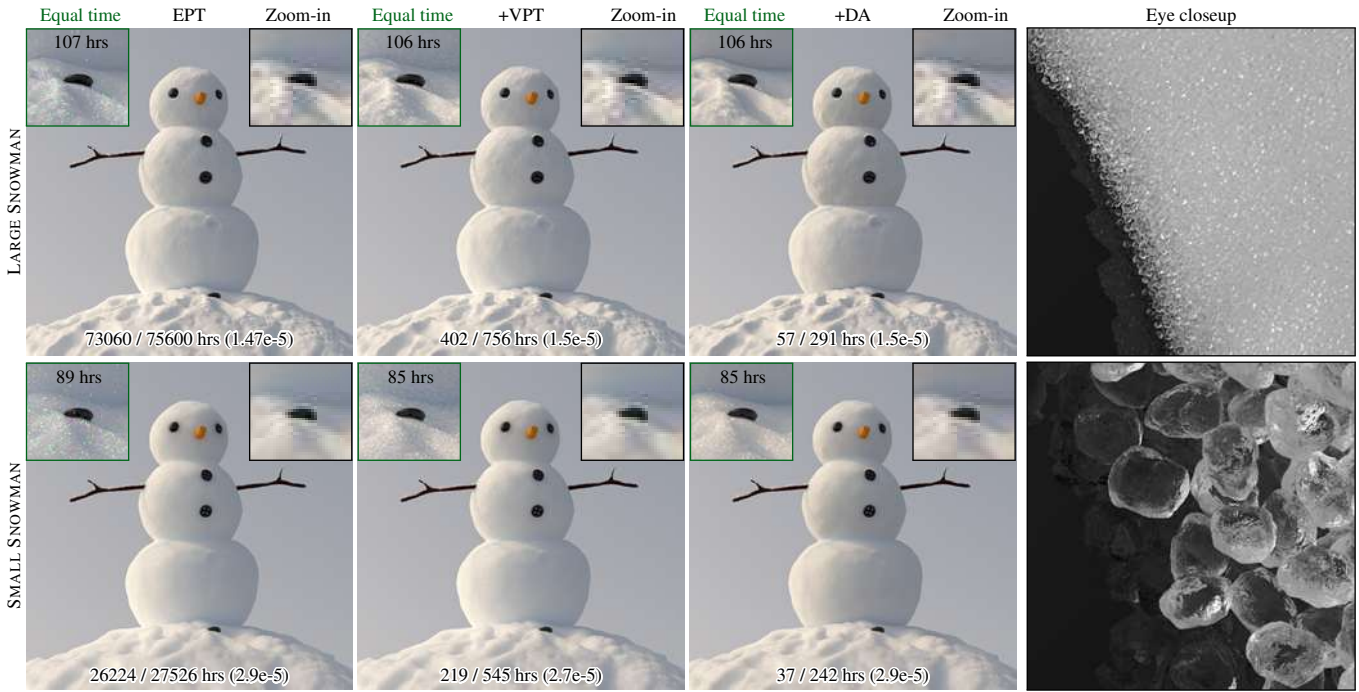 Equal time EPT Zoom-in Equal time +VPT Zoom-in Equal time +DA Zoom-in Eye closeup
LARGE SNOWMAN
107 hrs
106 hrs
106 hrs
73060 / 75600 hrs (1.47e-5)
402 / 756 hrs (1.5e-5)
57 / 291 hrs (1.5e-5)
SMALL SNOWMAN
89 hrs
85 hrs
85 hrs
26224 / 27526 hrs (2.9e-5)
219 / 545 hrs (2.7e-5)
37 / 242 hrs (2.9e-5)